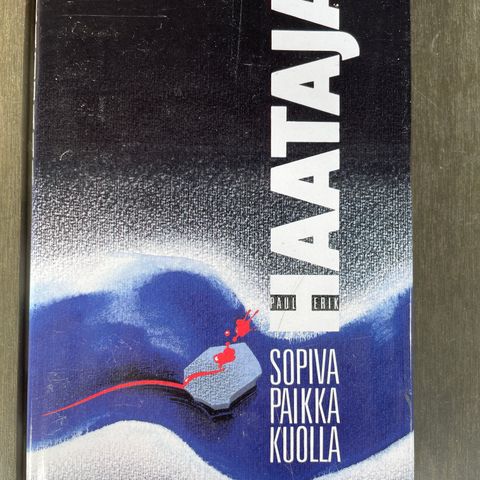 HAATAJA
PAUL ERIK
SOPIVA
PAIKKA
KUOLLA